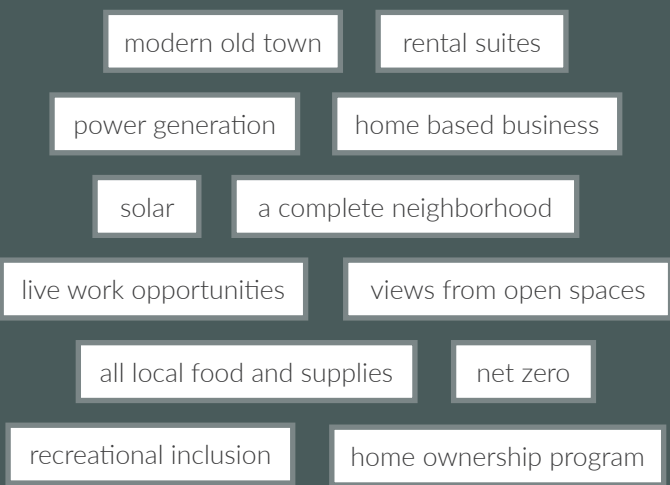 modern old town
rental suites
power generation
home based business
solar
a complete neighborhood
live work opportunities
views from open spaces
all local food and supplies
net zero
recreational inclusion
home ownership program